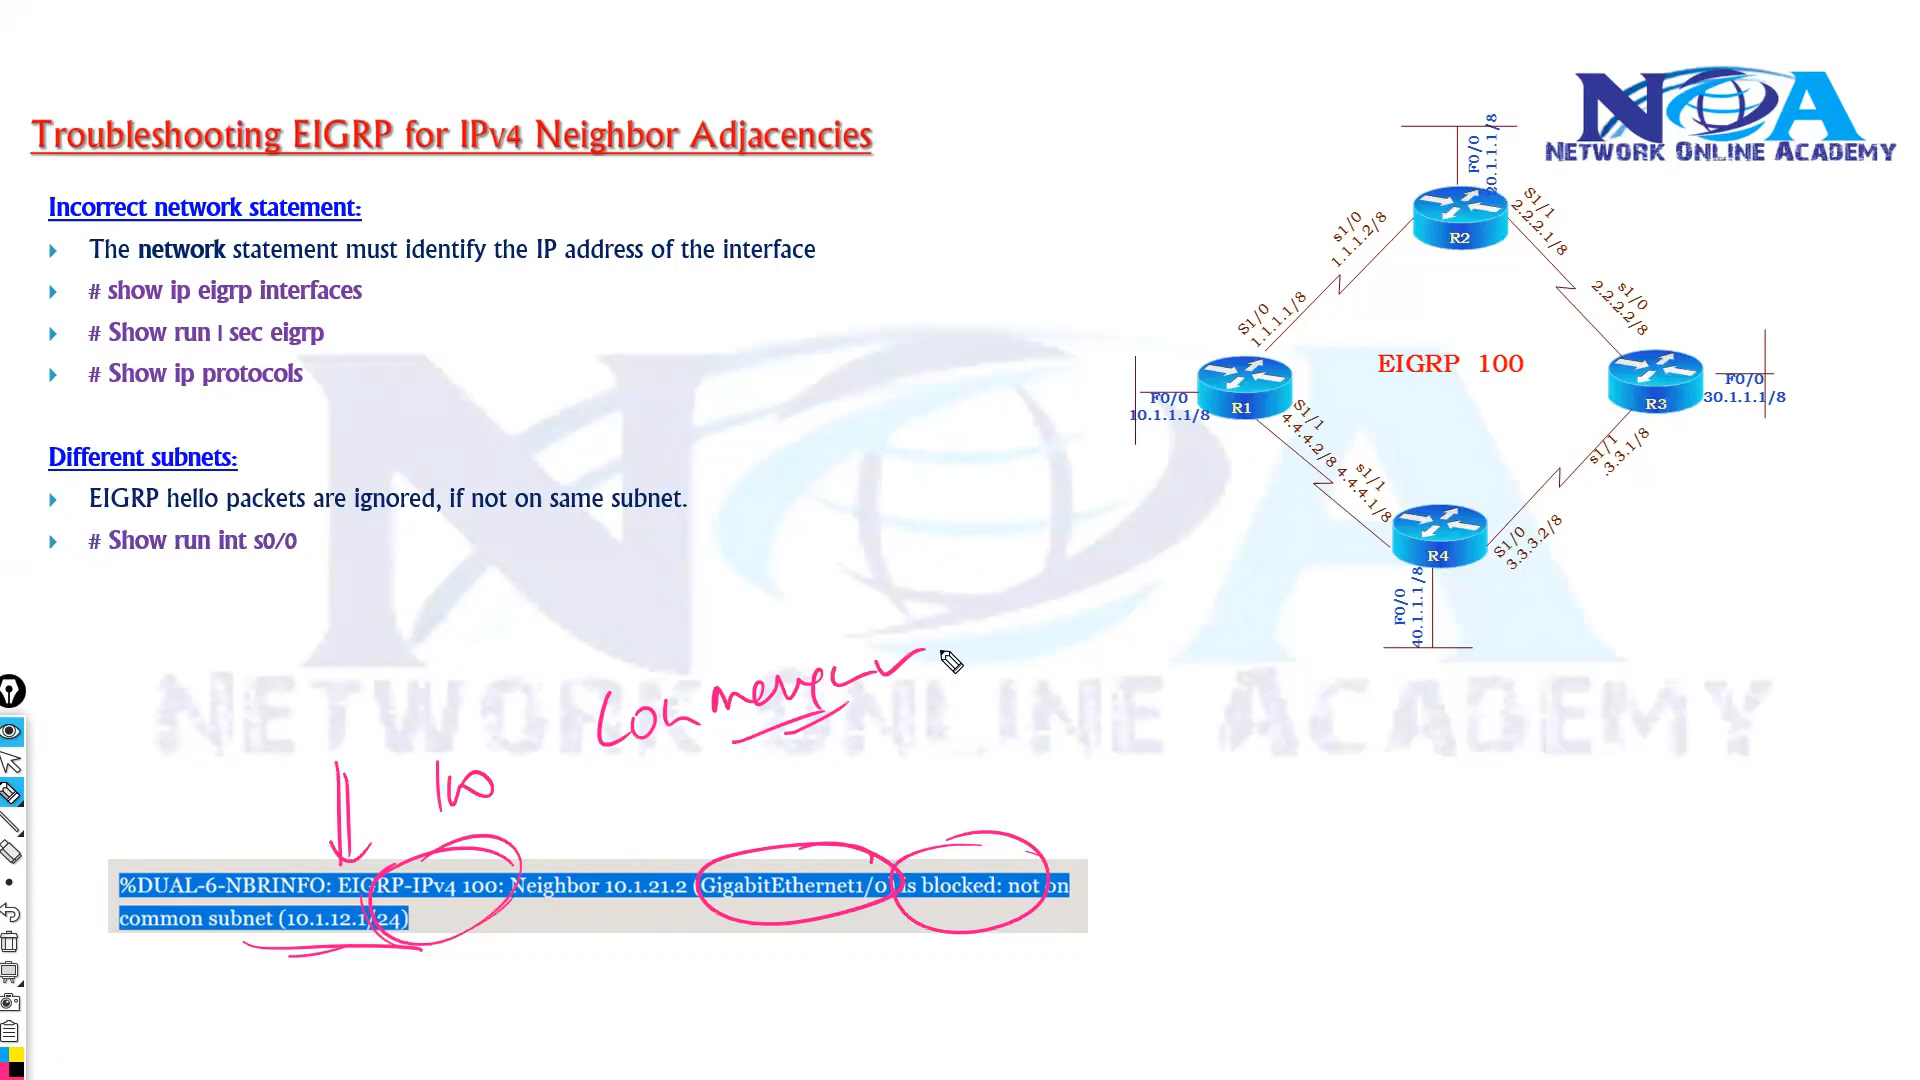 NOA
NETWORK ONLINE ACADEMY
Troubleshooting EIGRP for IPv4 Neighbor Adjacencies
Incorrect network statement:
The network statement must identify the IP address of the interface
# show ip eigrp interfaces
# Show run | sec eigrp
# Show ip protocols
Different subnets:
EIGRP hello packets are ignored, if not on same subnet.
# Show run int s0/0
F0/0
20.1.1.1/8
R2
S1/1
2.2.2.1/8
s1/0
1.1.1.2/8
S1/0
1.1.1.1/8
s1/0
2.2.2.2/8
EIGRP 100
F0/0
10.1.1.1/8
R1
R3
F0/0
30.1.1.1/8
S1/1
4.4.4.2/8
s1/1
4.4.4.1/8
s1/1
.3.3.1/8
R4
S1/0
3.3.3.2/8
F0/0
40.1.1.1/8
NETWORK ONLINE ACADEMY
100
%DUAL-6-NBRINFO: EIGRP-IPv4 100: Neighbor 10.1.21.2 (GigabitEthernet1/0) is blocked: not on
common subnet (10.1.12.1/24)